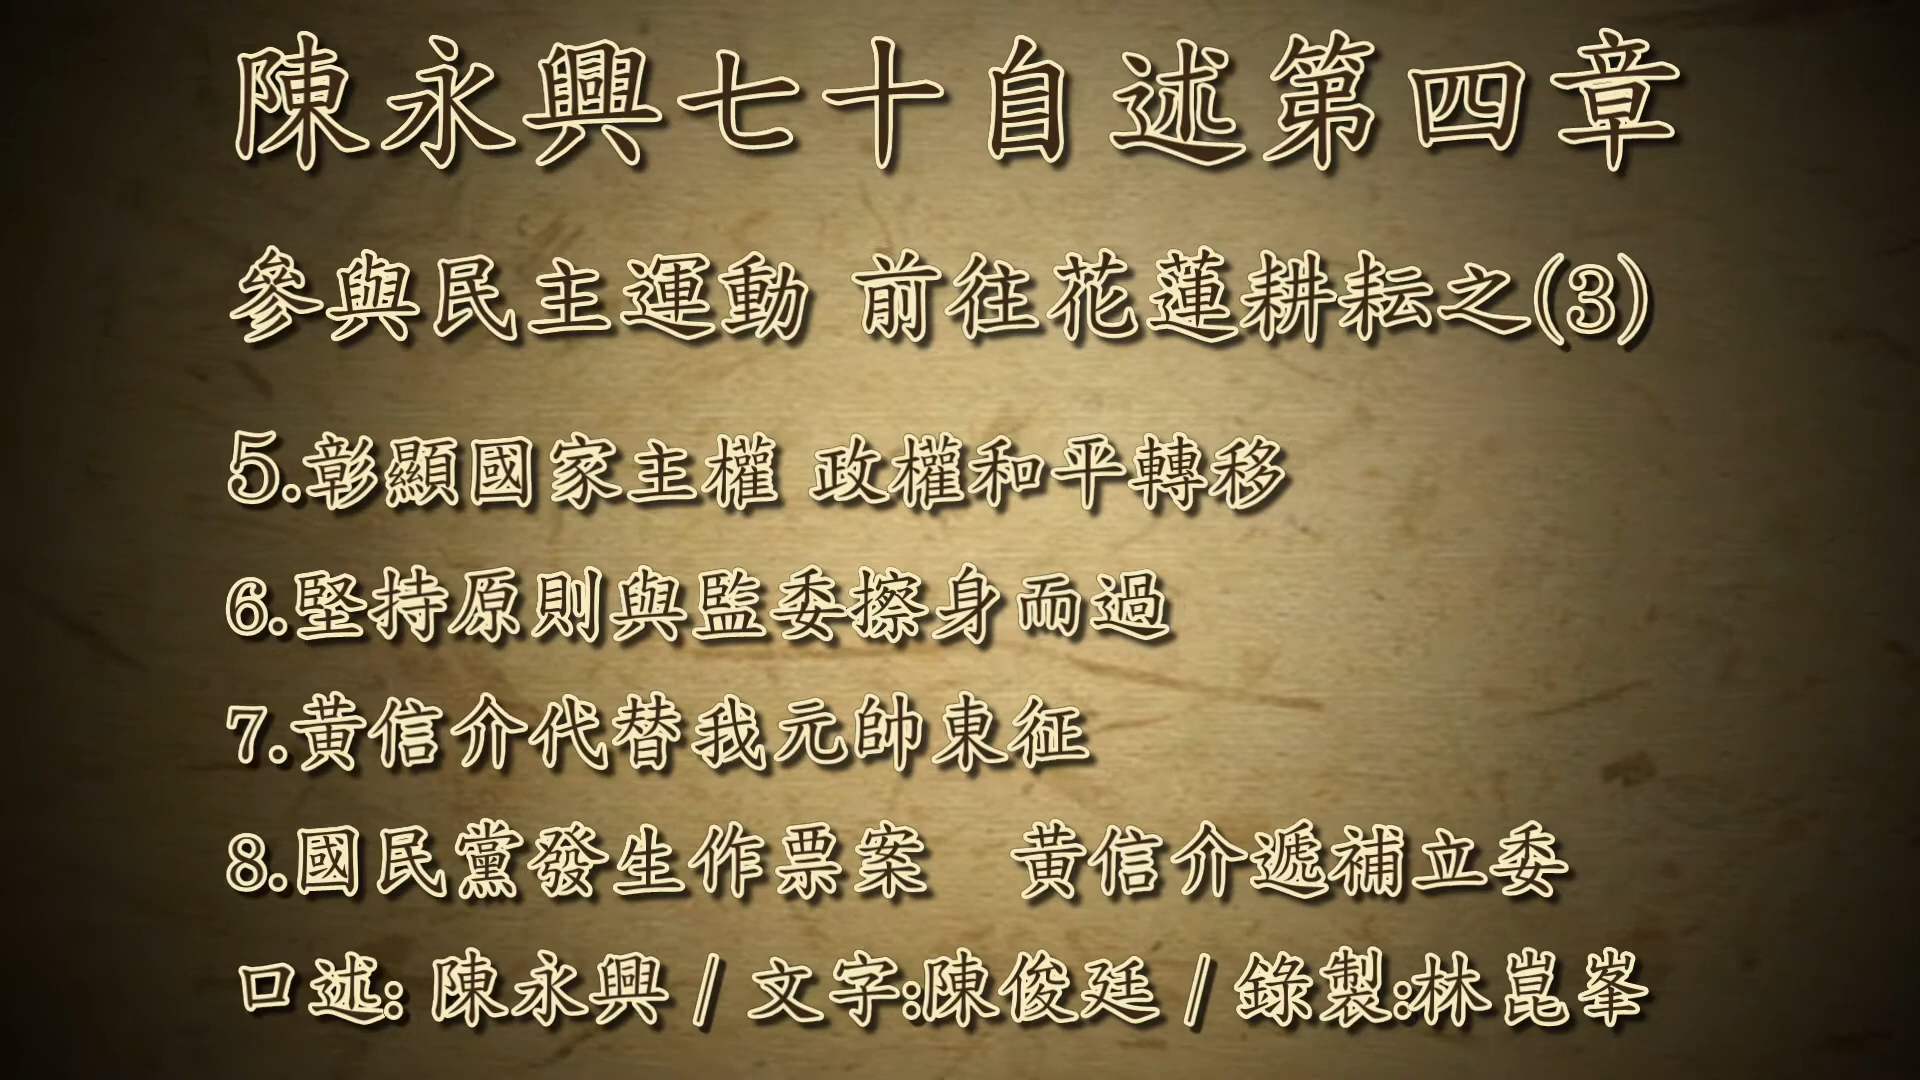 陳永興七十自述第四章
參與民主運動 前往花蓮耕耘之(3)
5.彰顯國家主權 政權和平轉移
6.堅持原則與監委擦身而過
7.黃信介代替我元帥東征
8.國民黨發生作票案 黃信介遞補立委
口述: 陳永興 / 文字:陳俊廷 / 錄製:林崑峯